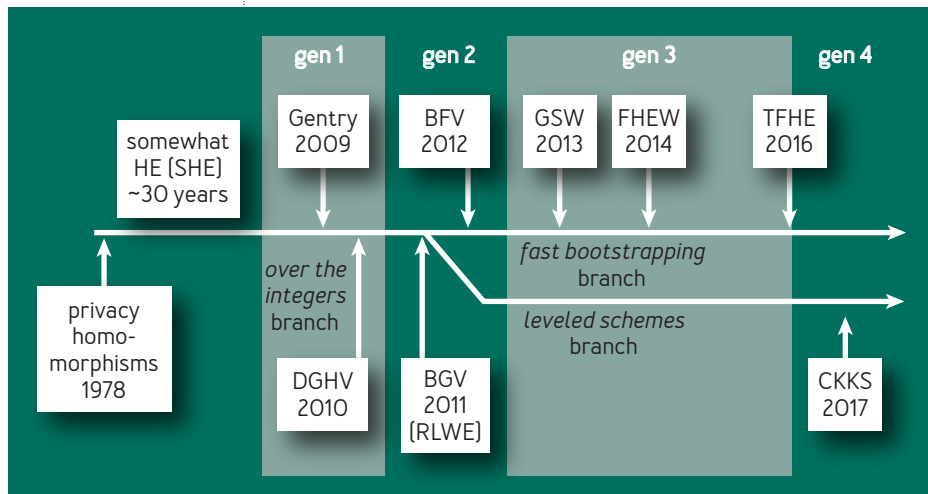 gen 1
gen 2
gen 3
gen 4
Gentry
2009
BFV
2012
GSW
2013
FHEW
2014
TFHE
2016
somewhat
HE (SHE)
~30 years
over the
integers
branch
fast bootstrapping
branch
leveled schemes
branch
privacy
homo-
morphisms
1978
DGHV
2010
BGV
2011
(RLWE)
CKKS
2017